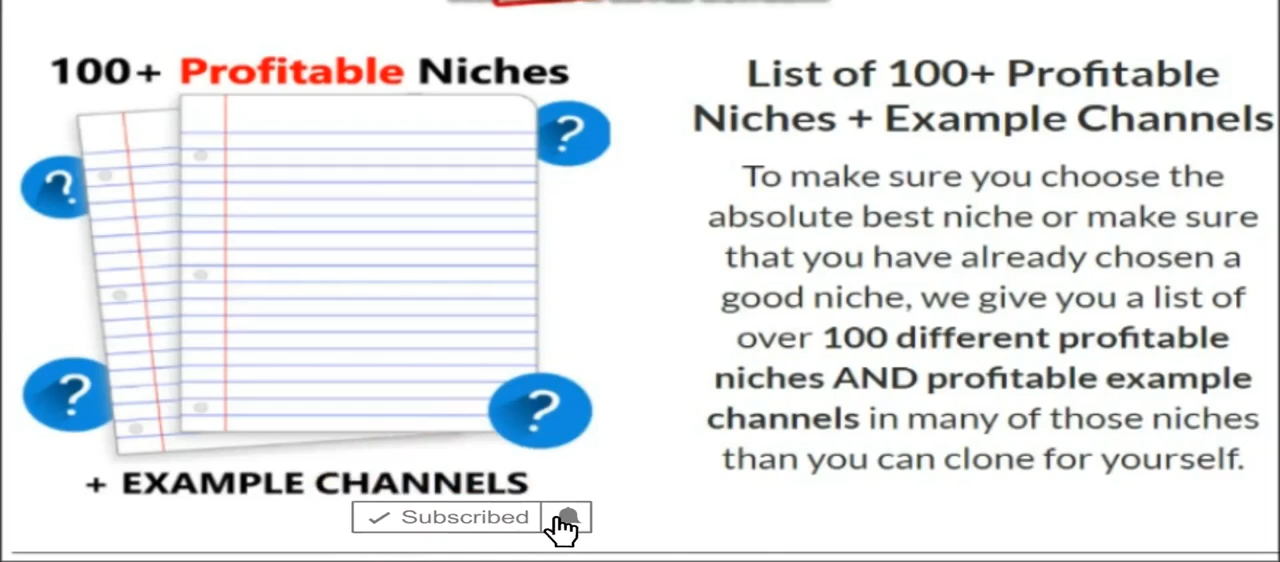 100+ Profitable Niches
+ EXAMPLE CHANNELS
Subscribed
List of 100+ Profitable
Niches + Example Channels
To make sure you choose the
absolute best niche or make sure
that you have already chosen a
good niche, we give you a list of
over 100 different profitable
niches AND profitable example
channels in many of those niches
than you can clone for yourself.